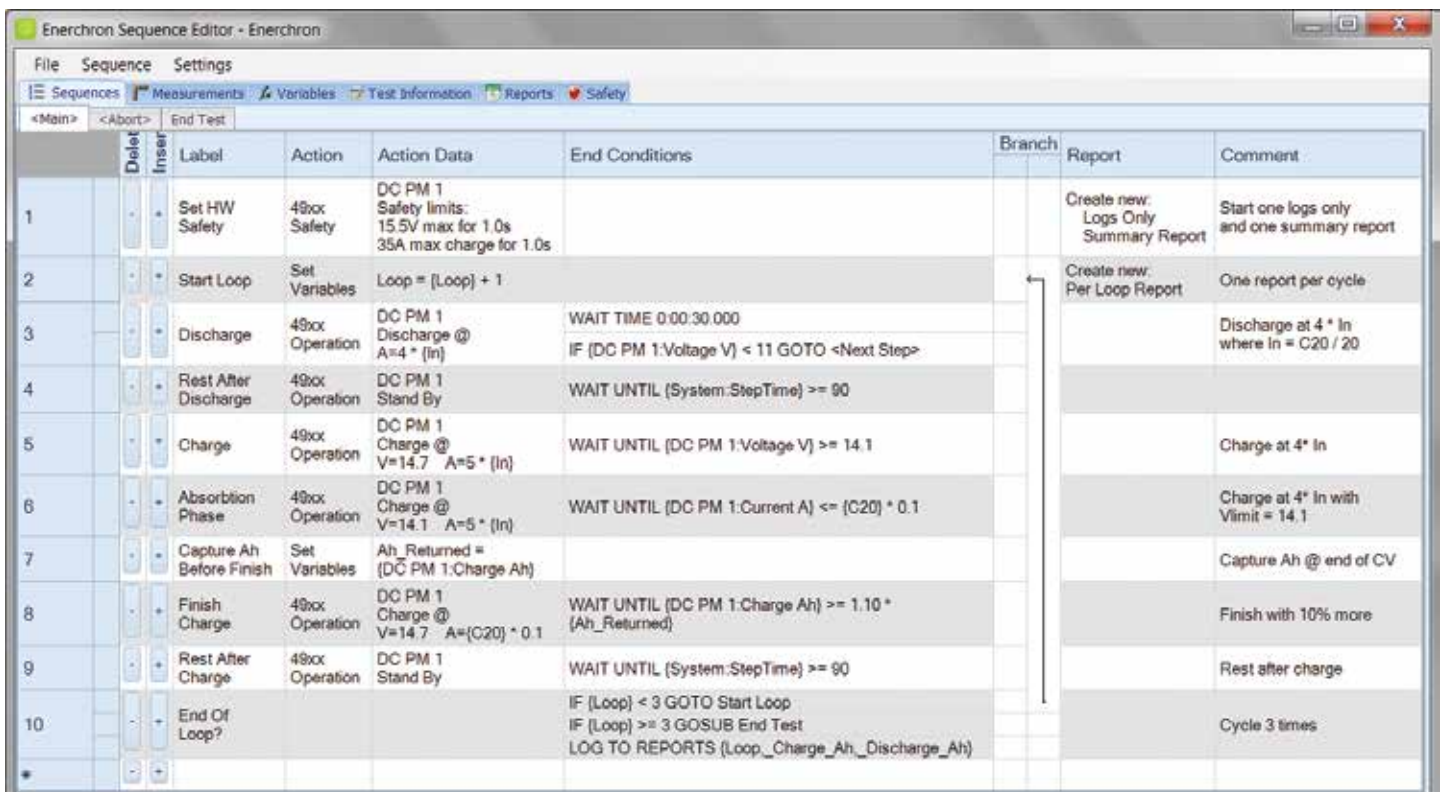 Enerchron Sequence Editor - Enerchron
File Sequence Settings
Sequences Measurements Variables Test Information Reports Safety
<Main> <Abort> End Test
Delet Inser Label Action Action Data End Conditions Branch Report Comment
1 - + Set HW Safety 49xx Safety DC PM 1
Safety limits:
15.5V max for 1.0s
35A max charge for 1.0s
Create new:
Logs Only
Summary Report
Start one logs only
and one summary report
2 - + Start Loop Set Variables Loop = {Loop} + 1
Create new:
Per Loop Report
One report per cycle
3 - + Discharge 49xx Operation DC PM 1
Discharge @
A=4 * {In}
WAIT TIME 0:00:30.000
IF {DC PM 1:Voltage V} < 11 GOTO <Next Step>
Discharge at 4 * In
where In = C20 / 20
4 - + Rest After Discharge 49xx Operation DC PM 1
Stand By
WAIT UNTIL {System:StepTime} >= 90
5 - + Charge 49xx Operation DC PM 1
Charge @
V=14.7 A=5 * {In}
WAIT UNTIL {DC PM 1:Voltage V} >= 14.1
Charge at 4* In
6 - + Absorbtion Phase 49xx Operation DC PM 1
Charge @
V=14.1 A=5 * {In}
WAIT UNTIL {DC PM 1:Current A} <= {C20} * 0.1
Charge at 4* In with
Vlimit = 14.1
7 - + Capture Ah Before Finish Set Variables Ah_Returned =
{DC PM 1:Charge Ah}
Capture Ah @ end of CV
8 - + Finish Charge 49xx Operation DC PM 1
Charge @
V=14.7 A={C20} * 0.1
WAIT UNTIL {DC PM 1:Charge Ah} >= 1.10 *
{Ah_Returned}
Finish with 10% more
9 - + Rest After Charge 49xx Operation DC PM 1
Stand By
WAIT UNTIL {System:StepTime} >= 90
Rest after charge
10 - + End Of Loop?
IF {Loop} < 3 GOTO Start Loop
IF {Loop} >= 3 GOSUB End Test
LOG TO REPORTS {Loop,_Charge_Ah,_Discharge_Ah}
Cycle 3 times
* - +